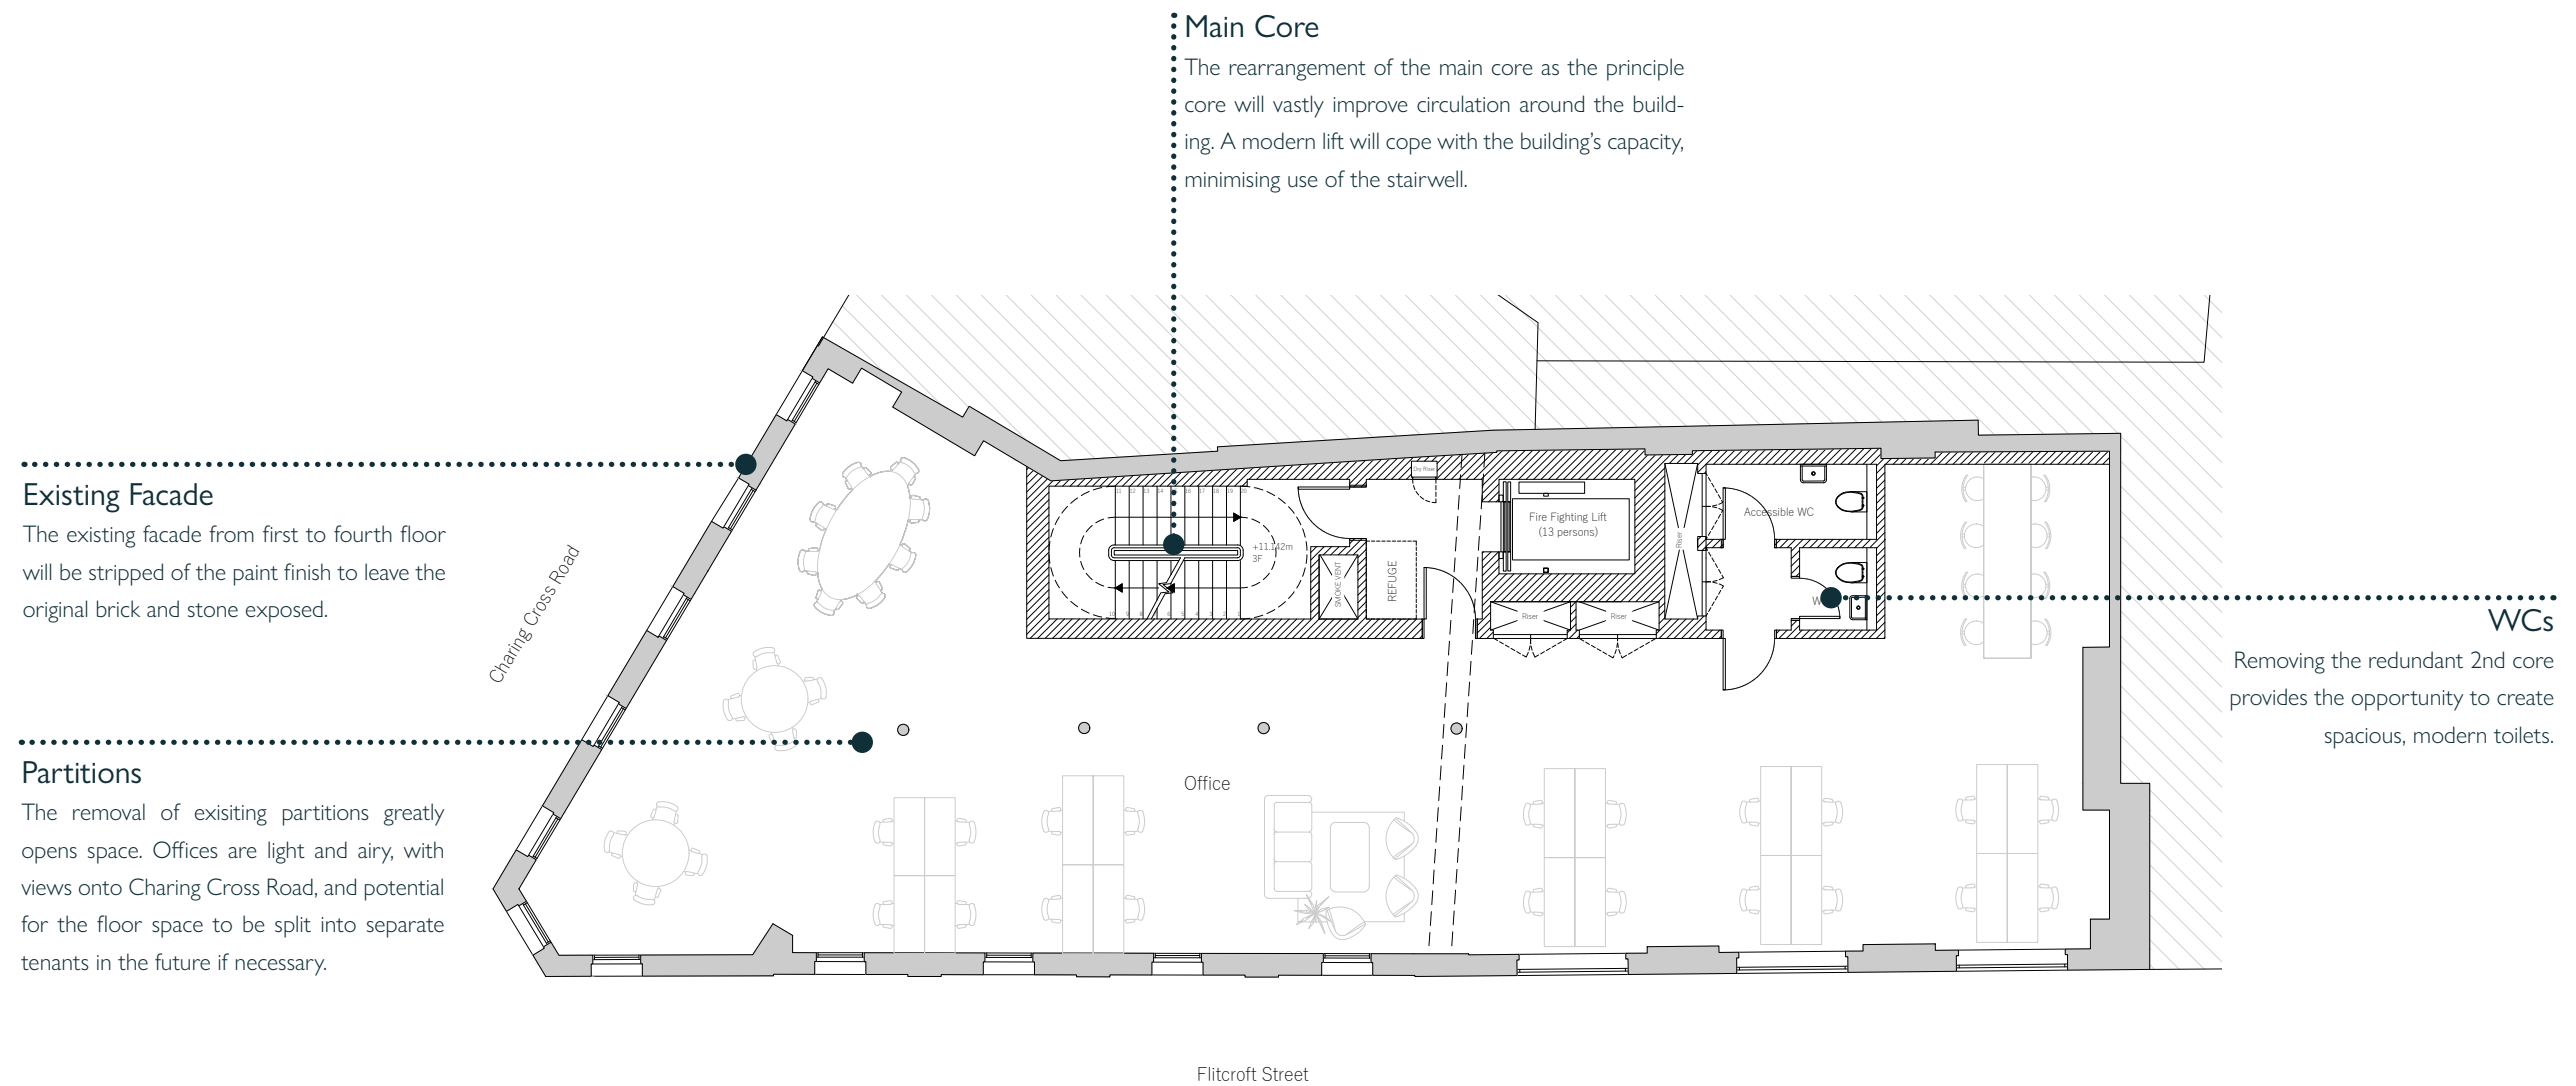 Main Core
The rearrangement of the main core as the principle
core will vastly improve circulation around the build-
ing. A modern lift will cope with the building's capacity,
minimising use of the stairwell.
Existing Facade
The existing facade from first to fourth floor
will be stripped of the paint finish to leave the
original brick and stone exposed.
Charing Cross Road
Partitions
The removal of exisiting partitions greatly
opens space. Offices are light and airy, with
views onto Charing Cross Road, and potential
for the floor space to be split into separate
tenants in the future if necessary.
Dry Riser
+11.142m
3F
SMOKE VENT
REFUGE
Fire Fighting Lift
(13 persons)
Riser
Riser
Riser
Accessible WC
WCs
Removing the redundant 2nd core
provides the opportunity to create
spacious, modern toilets.
Office
Flitcroft Street